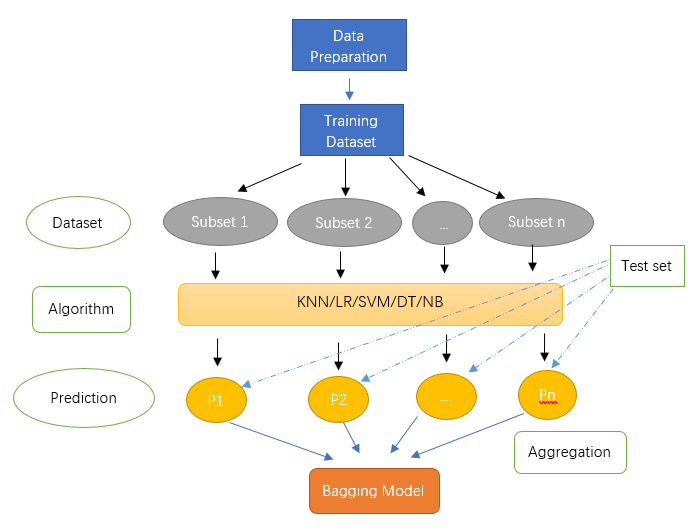 Data
Preparation
Training
Dataset
Dataset
Subset 1
Subset 2
...
Subset n
Test set
Algorithm
KNN/LR/SVM/DT/NB
Prediction
P1
P2
....
Pn
Aggregation
Bagging Model